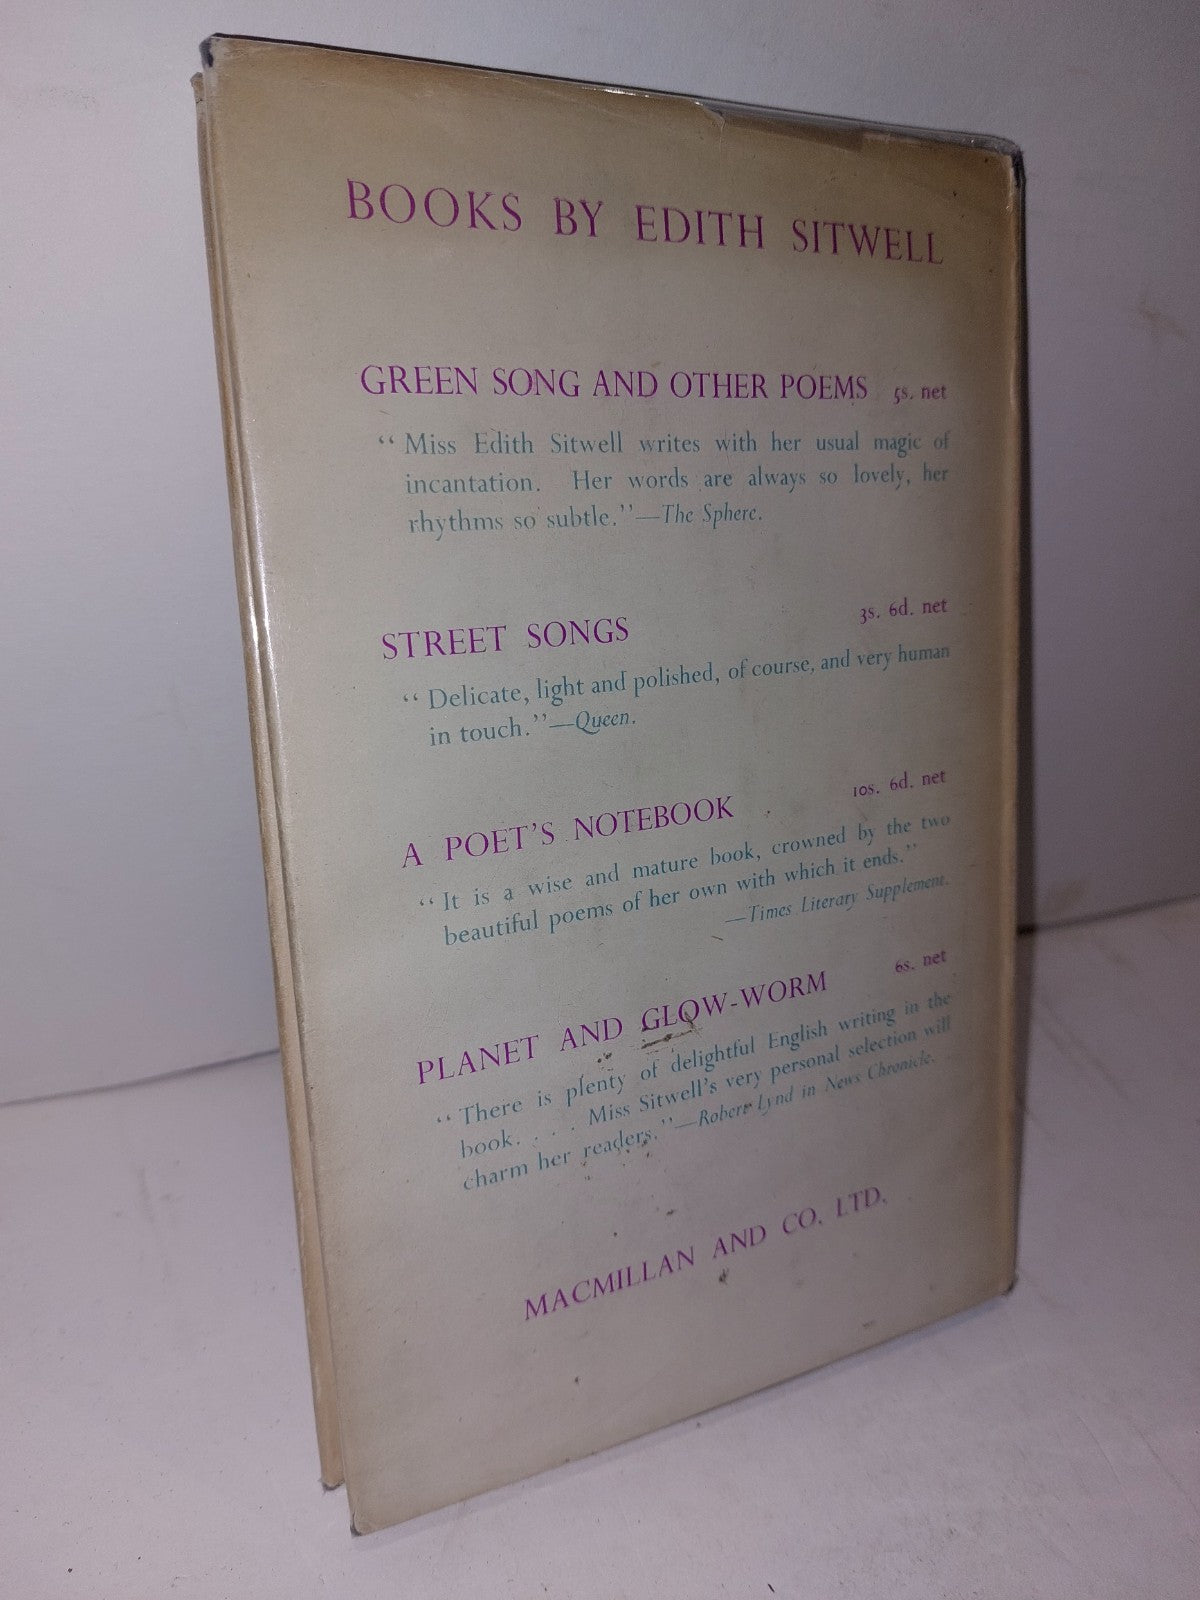 BOOKS BY EDITH SITWELL
GREEN SONG AND OTHER POEMS 5s. net
“Miss Edith Sitwell writes with her usual magic of
incantation. Her words are always so lovely, her
rhythms so subtle.”—The Sphere.
STREET SONGS 3s. 6d. net
“Delicate, light and polished, of course, and very human
in touch.”—Queen.
A POET'S NOTEBOOK 10s. 6d. net
“It is a wise and mature book, crowned by the two
beautiful poems of her own with which it ends.”
—Times Literary Supplement.
PLANET AND GLOW-WORM 6s. net
“There is plenty of delightful English writing in the
book. . . . Miss Sitwell's very personal selection will
charm her readers.”—Robert Lynd in News Chronicle.
MACMILLAN AND CO. LTD.